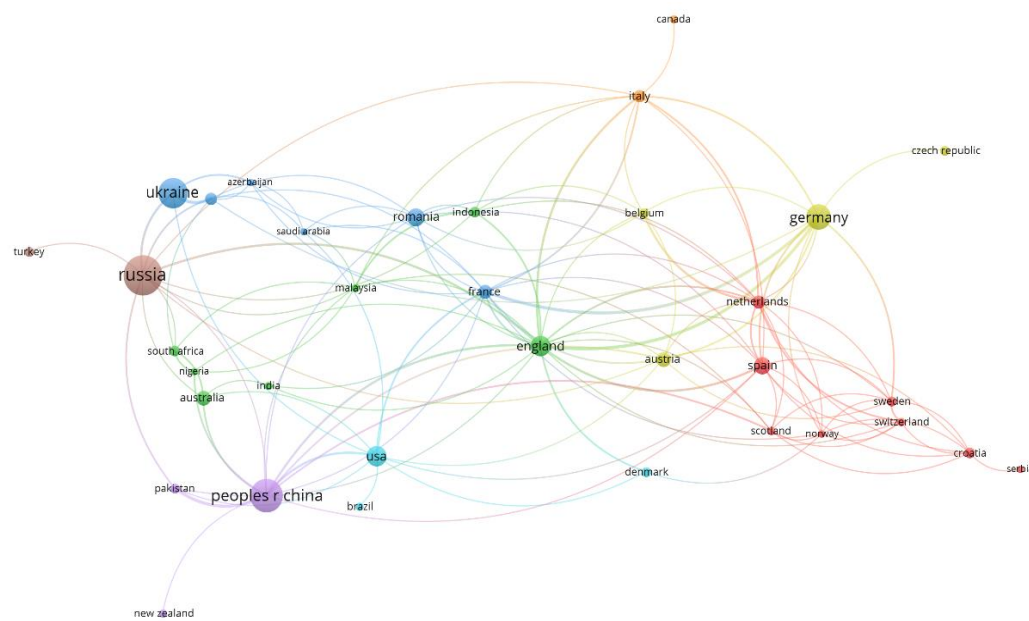 canada
italy
czech republic
azerbaijan
ukraine
romania
indonesia
belgium
germany
saudi arabia
turkey
russia
malaysia
france
netherlands
england
south africa
austria
spain
nigeria
india
australia
sweden
switzerland
scotland
norway
croatia
usa
serbi
denmark
pakistan
peoples r china
brazil
new zealand